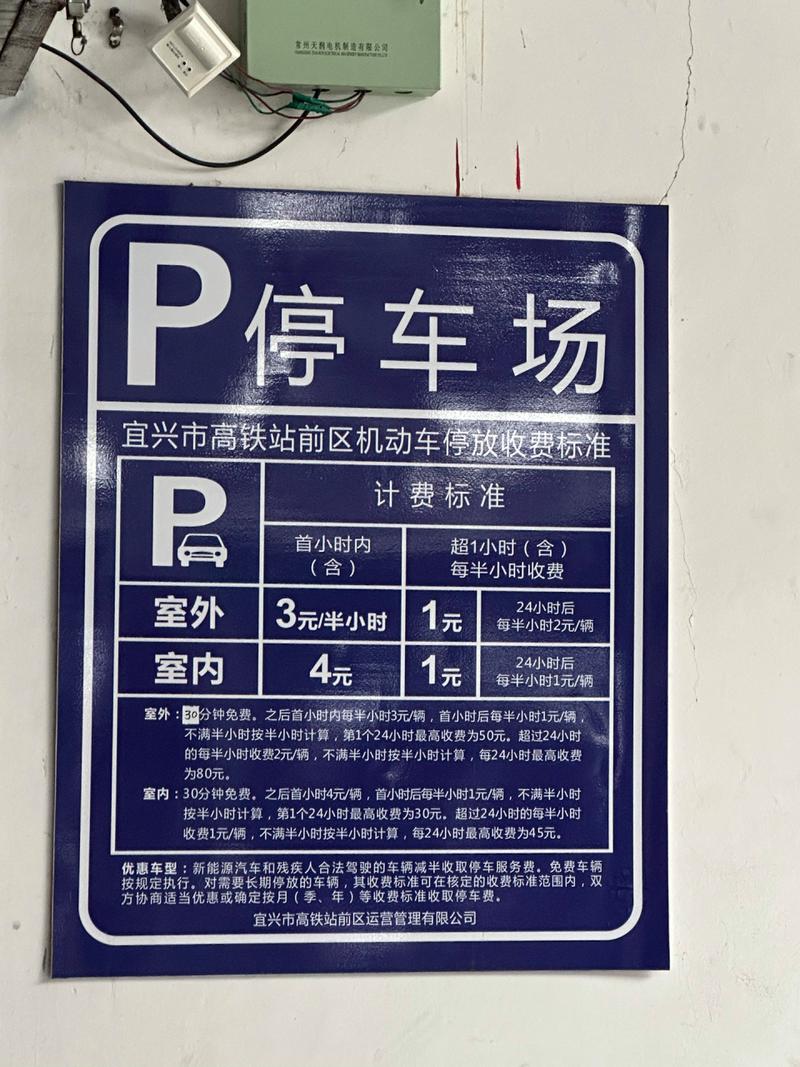 常州天豹电机制造有限公司
P 停车场
宜兴市高铁站前区机动车停放收费标准
P
计费标准
首小时内
（含）
超1小时（含）
每半小时收费
室外
3元/半小时
1元
24小时后
每半小时2元/辆
室内
4元
1元
24小时后
每半小时1元/辆
室外：30分钟免费。之后首小时内每半小时3元/辆，首小时后每半小时1元/辆，
不满半小时按半小时计算，第1个24小时最高收费为50元。超过24小时
的每半小时收费2元/辆，不满半小时按半小时计算，每24小时最高收费
为80元。
室内：30分钟免费。之后首小时4元/辆，首小时后每半小时1元/辆，不满半小时
按半小时计算，第1个24小时最高收费为30元。超过24小时的每半小时
收费1元/辆，不满半小时按半小时计算，每24小时最高收费为45元。
优惠车型：新能源汽车和残疾人合法驾驶的车辆减半收取停车服务费。免费车辆
按规定执行。对需要长期停放的车辆，其收费标准可在核定的收费标准范围内，双
方协商适当优惠或确定按月（季、年）等收费标准收取停车费。
宜兴市高铁站前区运营管理有限公司